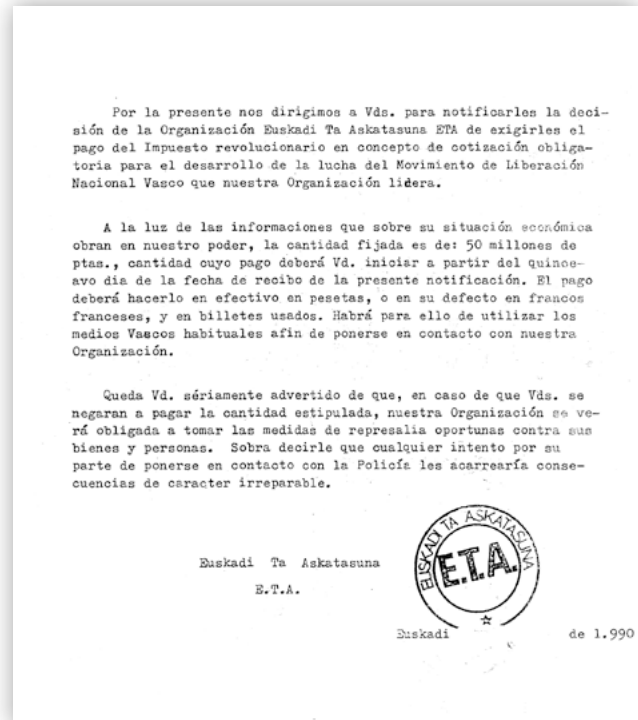 Por la presente nos dirigimos a Vds. para notificarles la deci-
sión de la Organización Euskadi Ta Askatasuna ETA de exigirles el
pago del Impuesto revolucionario en concepto de cotización obliga-
toria para el desarrollo de la lucha del Movimiento de Liberación
Nacional Vasco que nuestra Organización lidera.
A la luz de las informaciones que sobre su situación económica
obran en nuestro poder, la cantidad fijada es de: 50 millones de
ptas., cantidad cuyo pago deberá Vd. iniciar a partir del quince-
avo dia de la fecha de recibo de la presente notificación. El pago
deberá hacerlo en efectivo en pesetas, o en su defecto en francos
franceses, y en billetes usados. Habrá para ello de utilizar los
medios Vascos habituales afin de ponerse en contacto con nuestra
Organización.
Queda Vd. sériamente advertido de que, en caso de que Vds. se
negaran a pagar la cantidad estipulada, nuestra Organización se ve-
rá obligada a tomar las medidas de represalia oportunas contra sus
bienes y personas. Sobra decirle que cualquier intento por su
parte de ponerse en contacto con la Policía les acarrearía conse-
cuencias de caracter irreparable.
Euskadi Ta Askatasuna
E.T.A.
EUSKADI TA ASKATASUNA
E.T.A.
Euskadi de 1.990